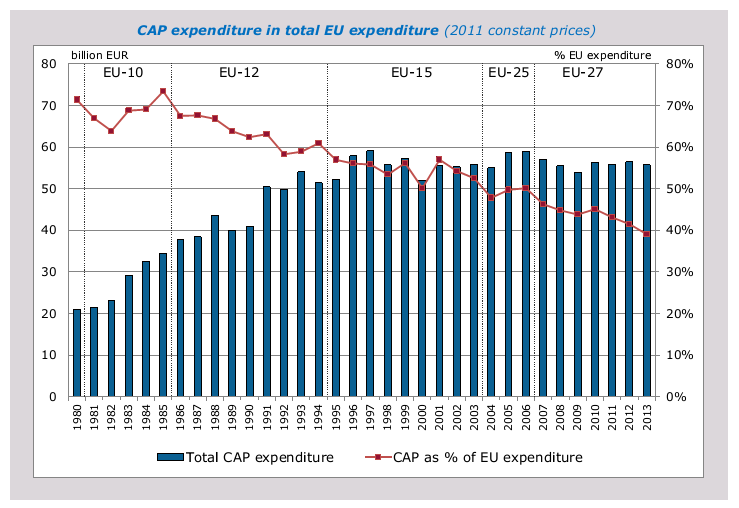 CAP expenditure in total EU expenditure (2011 constant prices)
billion EUR % EU expenditure
80 EU-10 EU-12 EU-15 EU-25 EU-27 80%
70 70%
60 60%
50 50%
40 40%
30 30%
20 20%
10 10%
0 0%
1980 1981 1982 1983 1984 1985 1986 1987 1988 1989 1990 1991 1992 1993 1994 1995 1996 1997 1998 1999 2000 2001 2002 2003 2004 2005 2006 2007 2008 2009 2010 2011 2012 2013
Total CAP expenditure CAP as % of EU expenditure